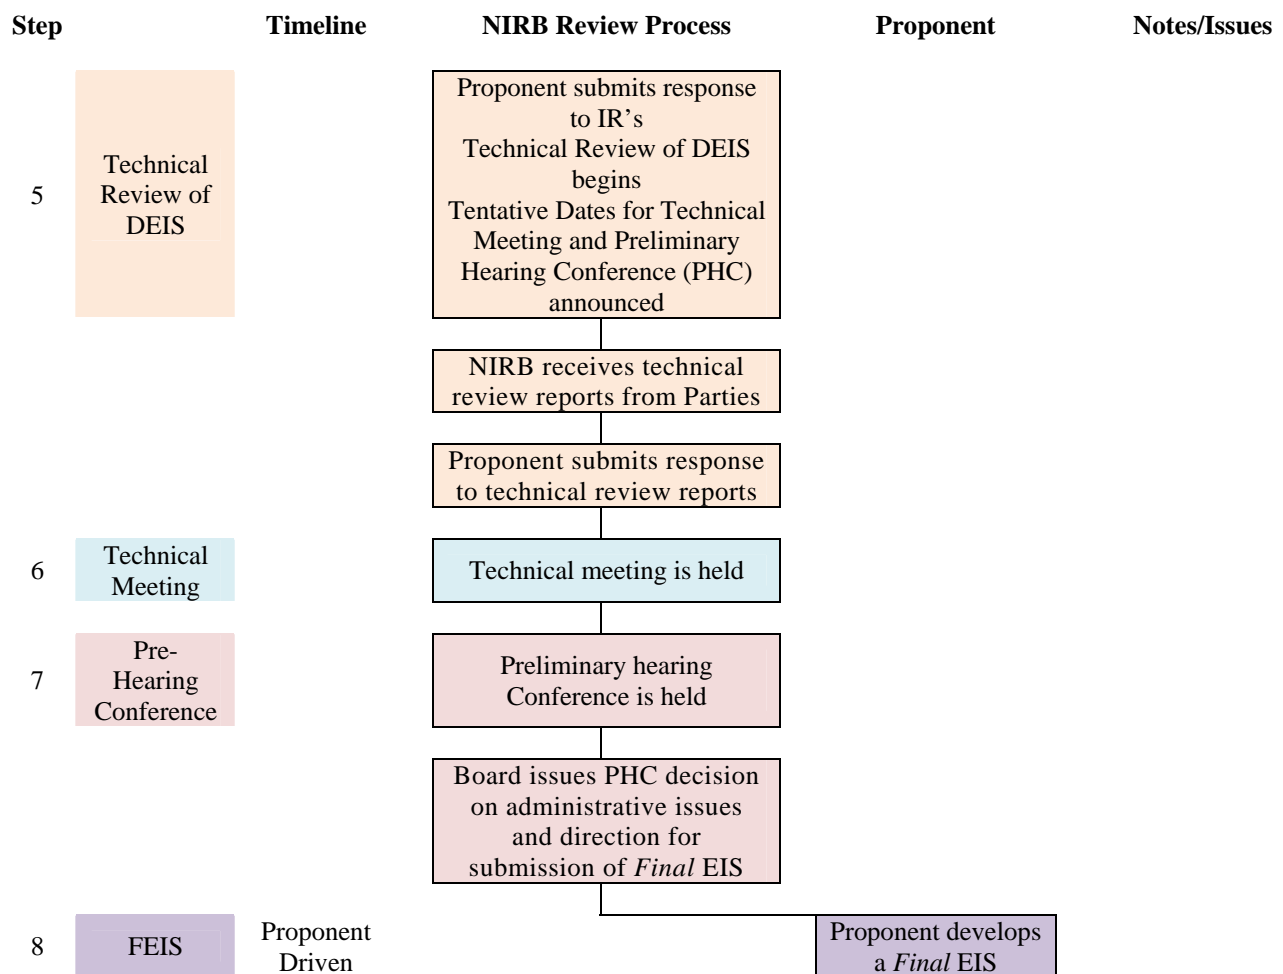 Step Timeline NIRB Review Process Proponent Notes/Issues
Proponent submits response
to IR's
Technical Review of DEIS
begins
Tentative Dates for Technical
Meeting and Preliminary
Hearing Conference (PHC)
announced
5
Technical
Review of
DEIS
NIRB receives technical
review reports from Parties
Proponent submits response
to technical review reports
6
Technical
Meeting
Technical meeting is held
7
Pre-
Hearing
Conference
Preliminary hearing
Conference is held
Board issues PHC decision
on administrative issues
and direction for
submission of Final EIS
8
FEIS
Proponent
Driven
Proponent develops
a Final EIS